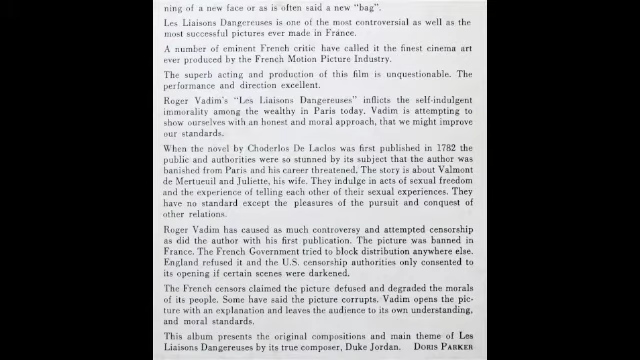 ning of a new face or as is often said a new "bag".
Les Liaisons Dangereuses is one of the most controversial as well as the
most successful pictures ever made in France.
A number of eminent French critic have called it the finest cinema art
ever produced by the French Motion Picture Industry.
The superb acting and production of this film is unquestionable. The
performance and direction excellent.
Roger Vadim's "Les Liaisons Dangereuses" inflicts the self-indulgent
immorality among the wealthy in Paris today. Vadim is attempting to
show ourselves with an honest and moral approach, that we might improve
our standards.
When the novel by Choderlos De Laclos was first published in 1782 the
public and authorities were so stunned by its subject that the author was
banished from Paris and his career threatened. The story is about Valmont
de Mertueuil and Juliette, his wife. They indulge in acts of sexual freedom
and the experience of telling each other of their sexual experiences. They
have no standard except the pleasures of the pursuit and conquest of
other relations.
Roger Vadim has caused as much controversy and attempted censorship
as did the author with his first publication. The picture was banned in
France. The French Government tried to block distribution anywhere else.
England refused it and the U.S. censorship authorities only consented to
its opening if certain scenes were darkened.
The French censors claimed the picture defused and degraded the morals
of its people. Some have said the picture corrupts. Vadim opens the pic-
ture with an explanation and leaves the audience to its own understanding,
and moral standards.
This album presents the original compositions and main theme of Les
Liaisons Dangereuses by its true composer, Duke Jordan. DORIS PARKER